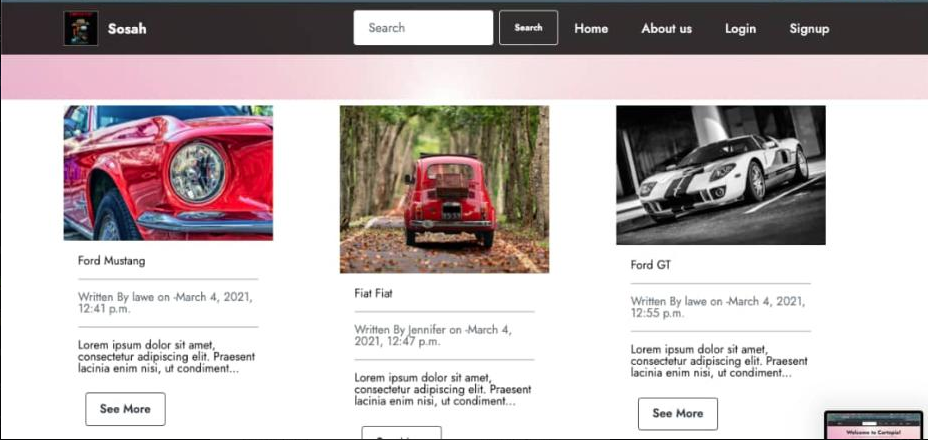 Sosah
Search
Search
Home
About us
Login
Signup
Ford Mustang
Written By lawe on -March 4, 2021,
12:41 p.m.
Lorem ipsum dolor sit amet,
consectetur adipiscing elit. Praesent
lacinia enim nisi, ut condiment...
See More
Fiat Fiat
Written By Jennifer on -March 4,
2021, 12:47 p.m.
Lorem ipsum dolor sit amet,
consectetur adipiscing elit. Praesent
lacinia enim nisi, ut condiment...
Ford GT
Written By lawe on -March 4, 2021,
12:55 p.m.
Lorem ipsum dolor sit amet,
consectetur adipiscing elit. Praesent
lacinia enim nisi, ut condiment...
See More
Welcome to Cartopia!